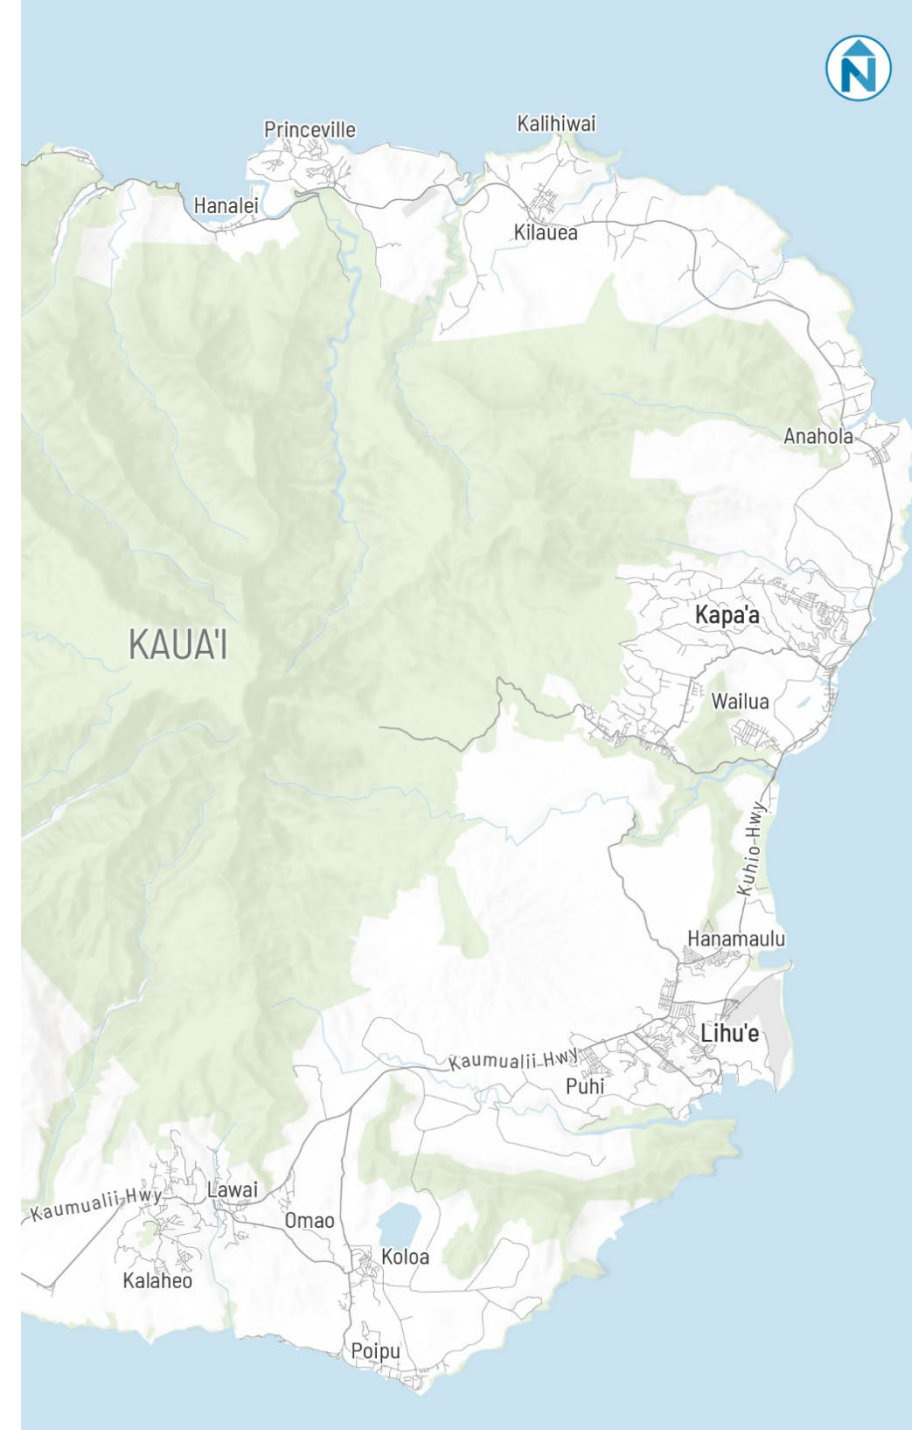 N
Kalihiwai
Princeville
Hanalei
Kilauea
Anahola
Kapa'a
KAUA'I
Wailua
Kuhio Hwy
Hanamaulu
Lihu'e
Kaumualii Hwy
Puhi
Kaumualii Hwy
Lawai
Omao
Koloa
Kalaheo
Poipu